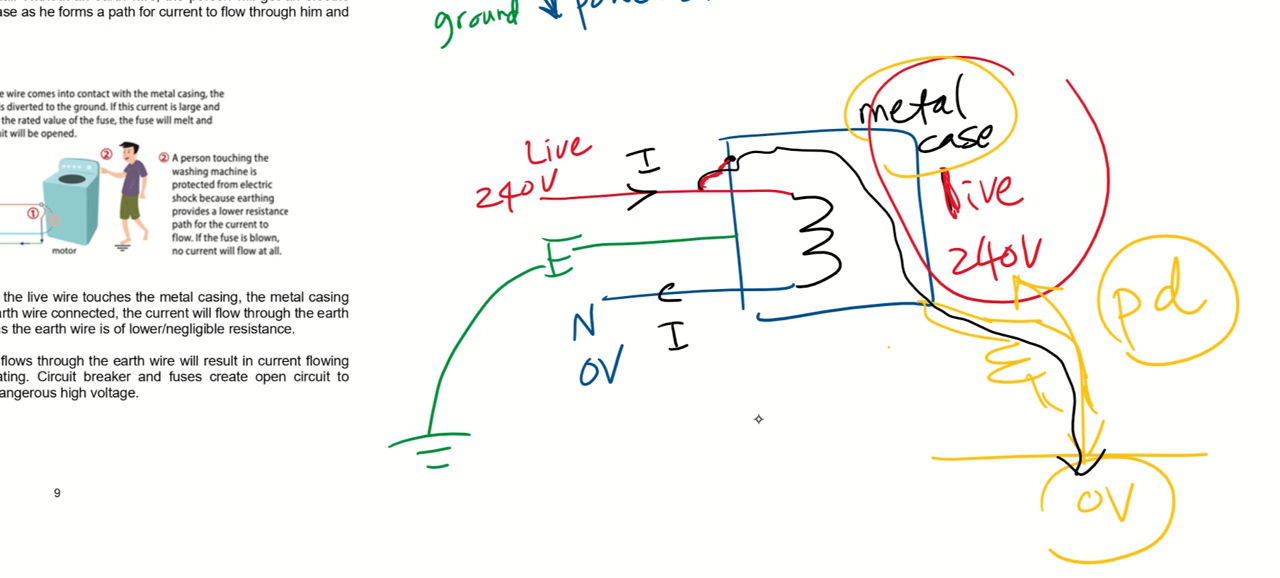 ase as he forms a path for current to flow through him and
ground
e wire comes into contact with the metal casing, the
s diverted to the ground. If this current is large and
the rated value of the fuse, the fuse will melt and
it will be opened.
②
② A person touching the
washing machine is
protected from electric
shock because earthing
provides a lower resistance
path for the current to
flow. If the fuse is blown,
no current will flow at all.
①
motor
the live wire touches the metal casing, the metal casing
rth wire connected, the current will flow through the earth
s the earth wire is of lower/negligible resistance.
flows through the earth wire will result in current flowing
ating. Circuit breaker and fuses create open circuit to
angerous high voltage.
9
Live
240V
I
metal
case
live
240V
E
N
0V
I
pd
0V